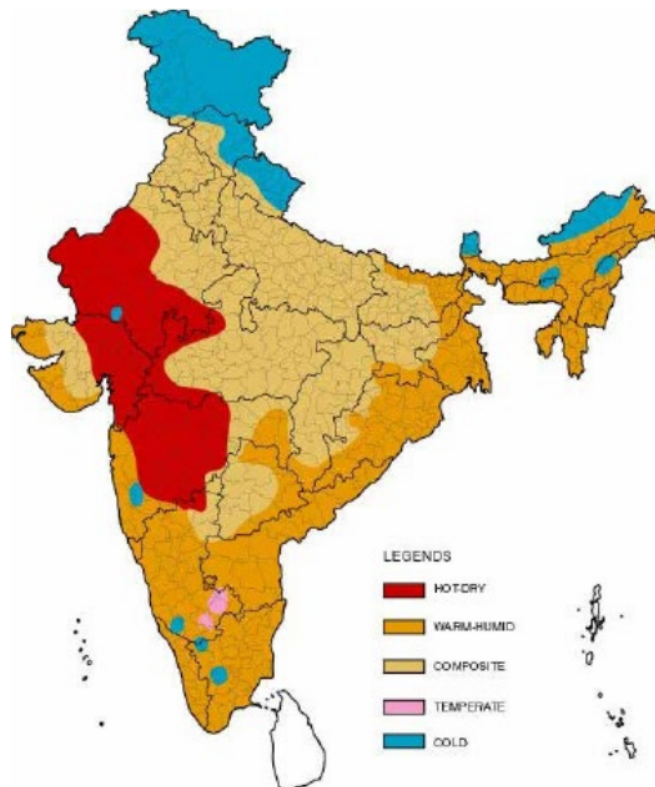 LEGENDS
HOT-DRY
WARM-HUMID
COMPOSITE
TEMPERATE
COLD